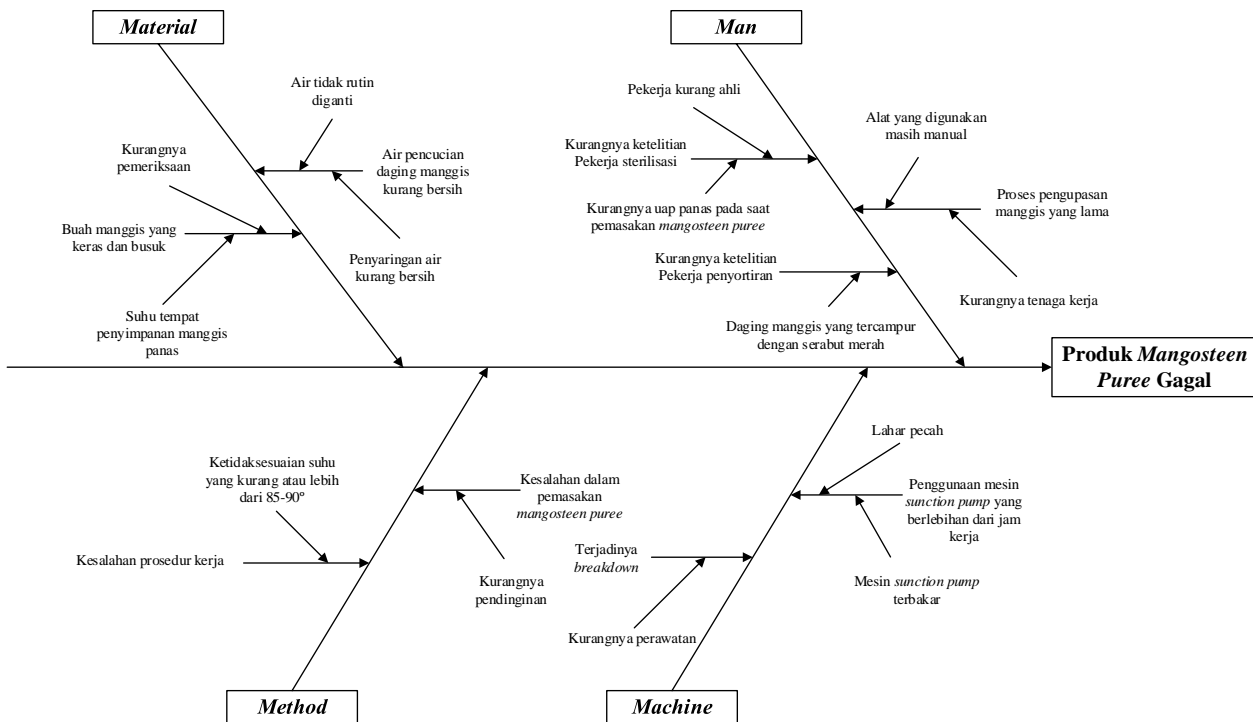 Material
Man
Air tidak rutin
diganti
Kurangnya
pemeriksaan
Air pencucian
daging manggis
kurang bersih
Buah manggis yang
keras dan busuk
Penyaringan air
kurang bersih
Suhu tempat
penyimpanan manggis
panas
Pekerja kurang ahli
Kurangnya ketelitian
Pekerja sterilisasi
Alat yang digunakan
masih manual
Kurangnya uap panas pada saat
pemasakan mangosteen puree
Proses pengupasan
manggis yang lama
Kurangnya ketelitian
Pekerja penyortiran
Kurangnya tenaga kerja
Daging manggis yang tercampur
dengan serabut merah
Produk Mangosteen
Puree Gagal
Ketidaksesuaian suhu
yang kurang atau lebih
dari 85-90º
Kesalahan dalam
pemasakan
mangosteen puree
Kesalahan prosedur kerja
Kurangnya
pendinginan
Lahar pecah
Penggunaan mesin
sunction pump yang
berlebihan dari jam
kerja
Terjadinya
breakdown
Mesin sunction pump
terbakar
Kurangnya perawatan
Method
Machine